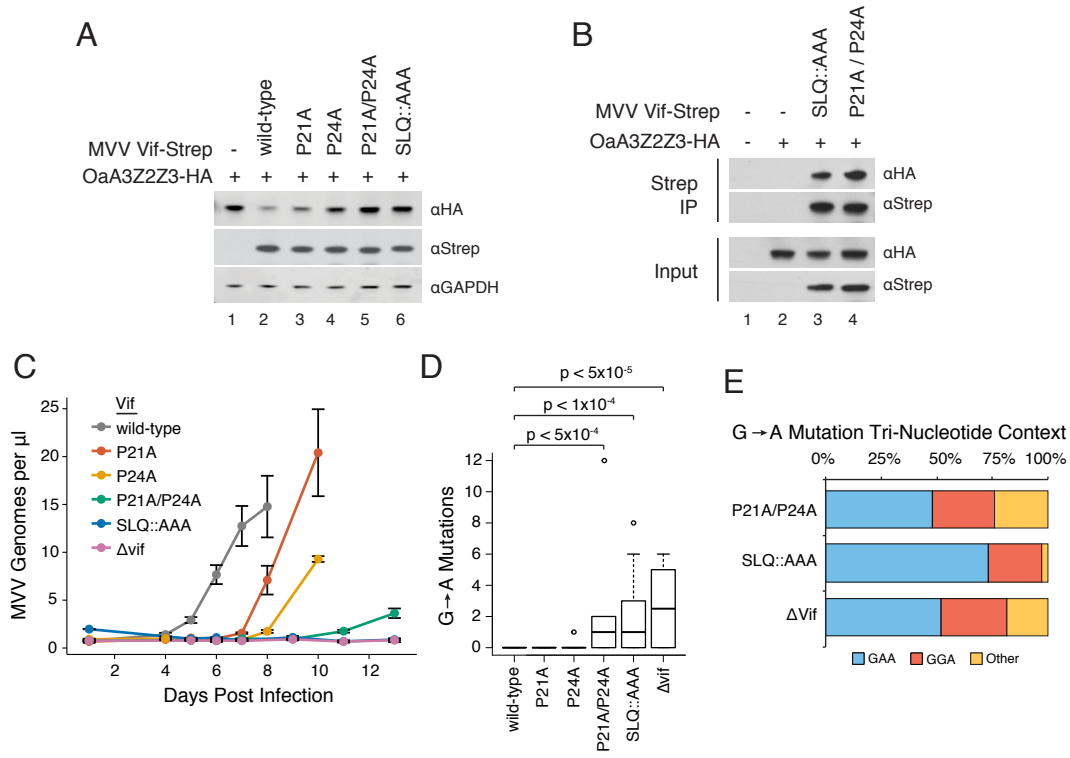 A
MVV Vif-Strep - wild-type P21A P24A P21A/P24A SLQ::AAA
OaA3Z2Z3-HA + + + + + +
αHA
αStrep
αGAPDH
1 2 3 4 5 6
B
MVV Vif-Strep - - SLQ::AAA P21A / P24A
OaA3Z2Z3-HA - + + +
Strep IP
αHA
αStrep
Input
αHA
αStrep
1 2 3 4
C
MVV Genomes per µl
25
20
15
10
5
0
Vif
wild-type
P21A
P24A
P21A/P24A
SLQ::AAA
Δvif
2 4 6 8 10 12
Days Post Infection
D
p < 5x10-5
p < 1x10-4
p < 5x10-4
G→A Mutations
12
10
8
6
4
2
0
wild-type P21A P24A P21A/P24A SLQ::AAA Δvif
E
G→A Mutation Tri-Nucleotide Context
0% 25% 50% 75% 100%
P21A/P24A
SLQ::AAA
ΔVif
GAA GGA Other